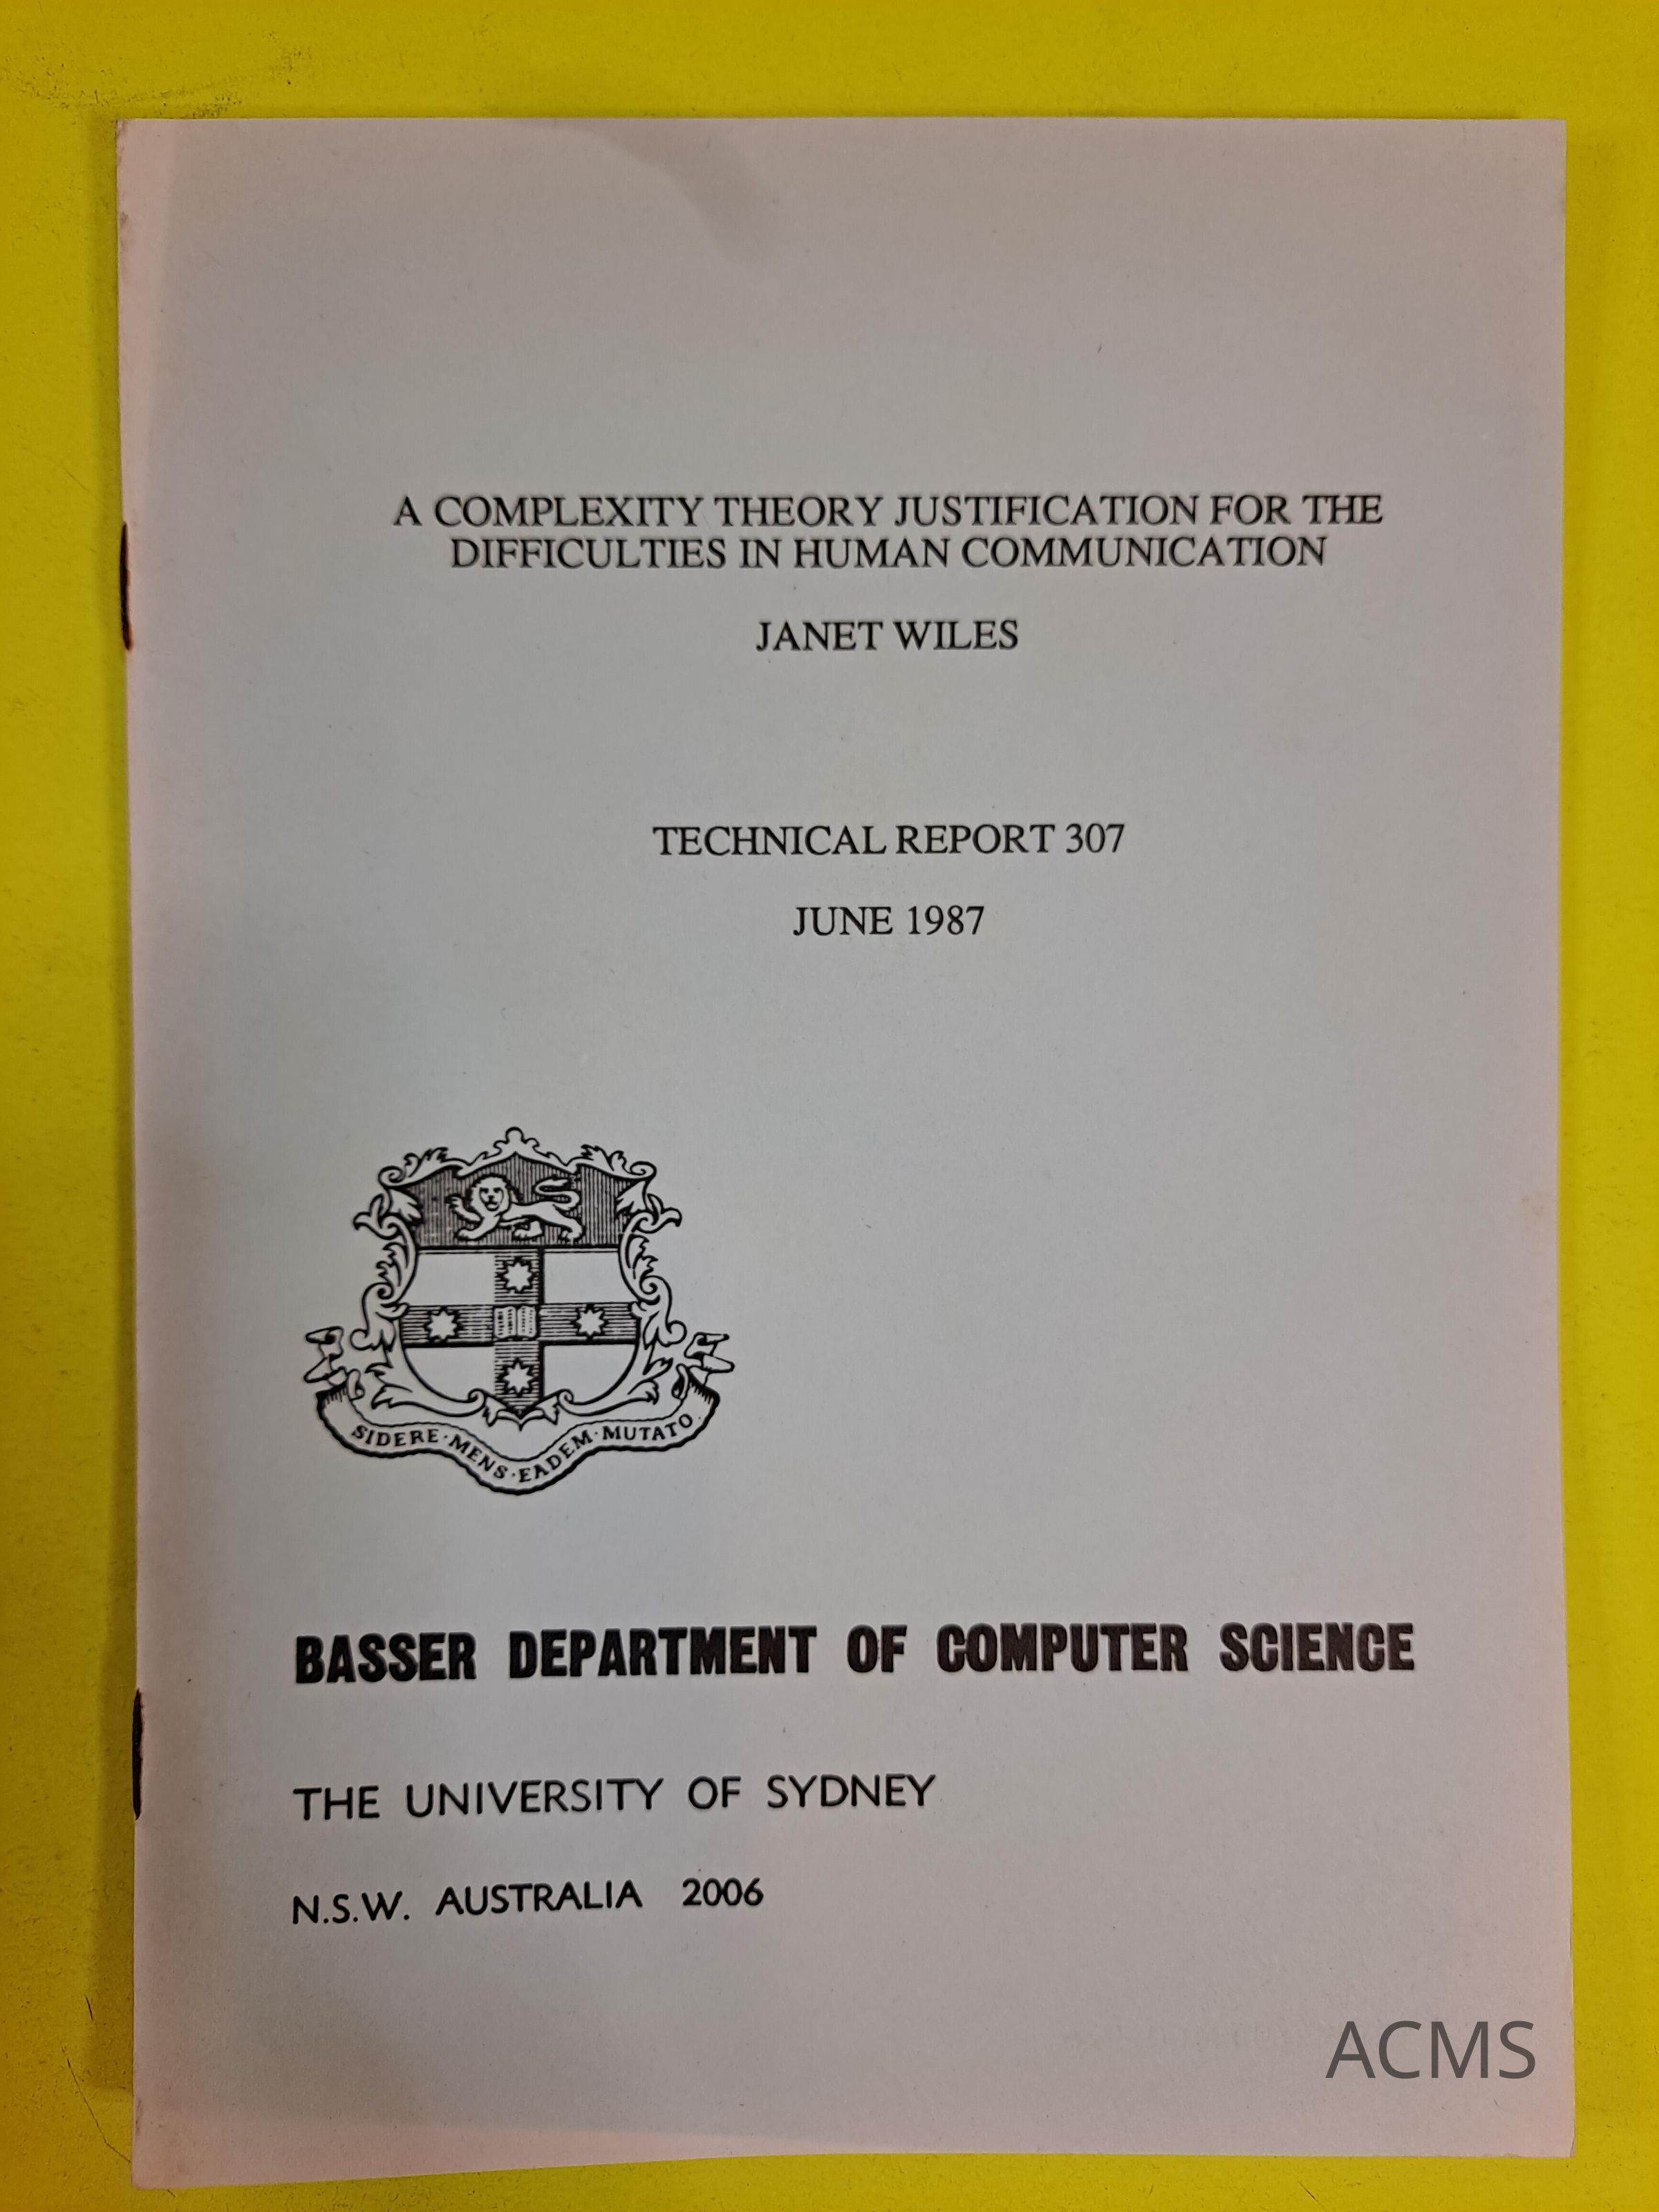 A COMPLEXITY THEORY JUSTIFICATION FOR THE
DIFFICULTIES IN HUMAN COMMUNICATION
JANET WILES
TECHNICAL REPORT 307
JUNE 1987
SIDERE·MENS·EADEM·MUTATO
BASSER DEPARTMENT OF COMPUTER SCIENCE
THE UNIVERSITY OF SYDNEY
N.S.W. AUSTRALIA 2006
ACMS